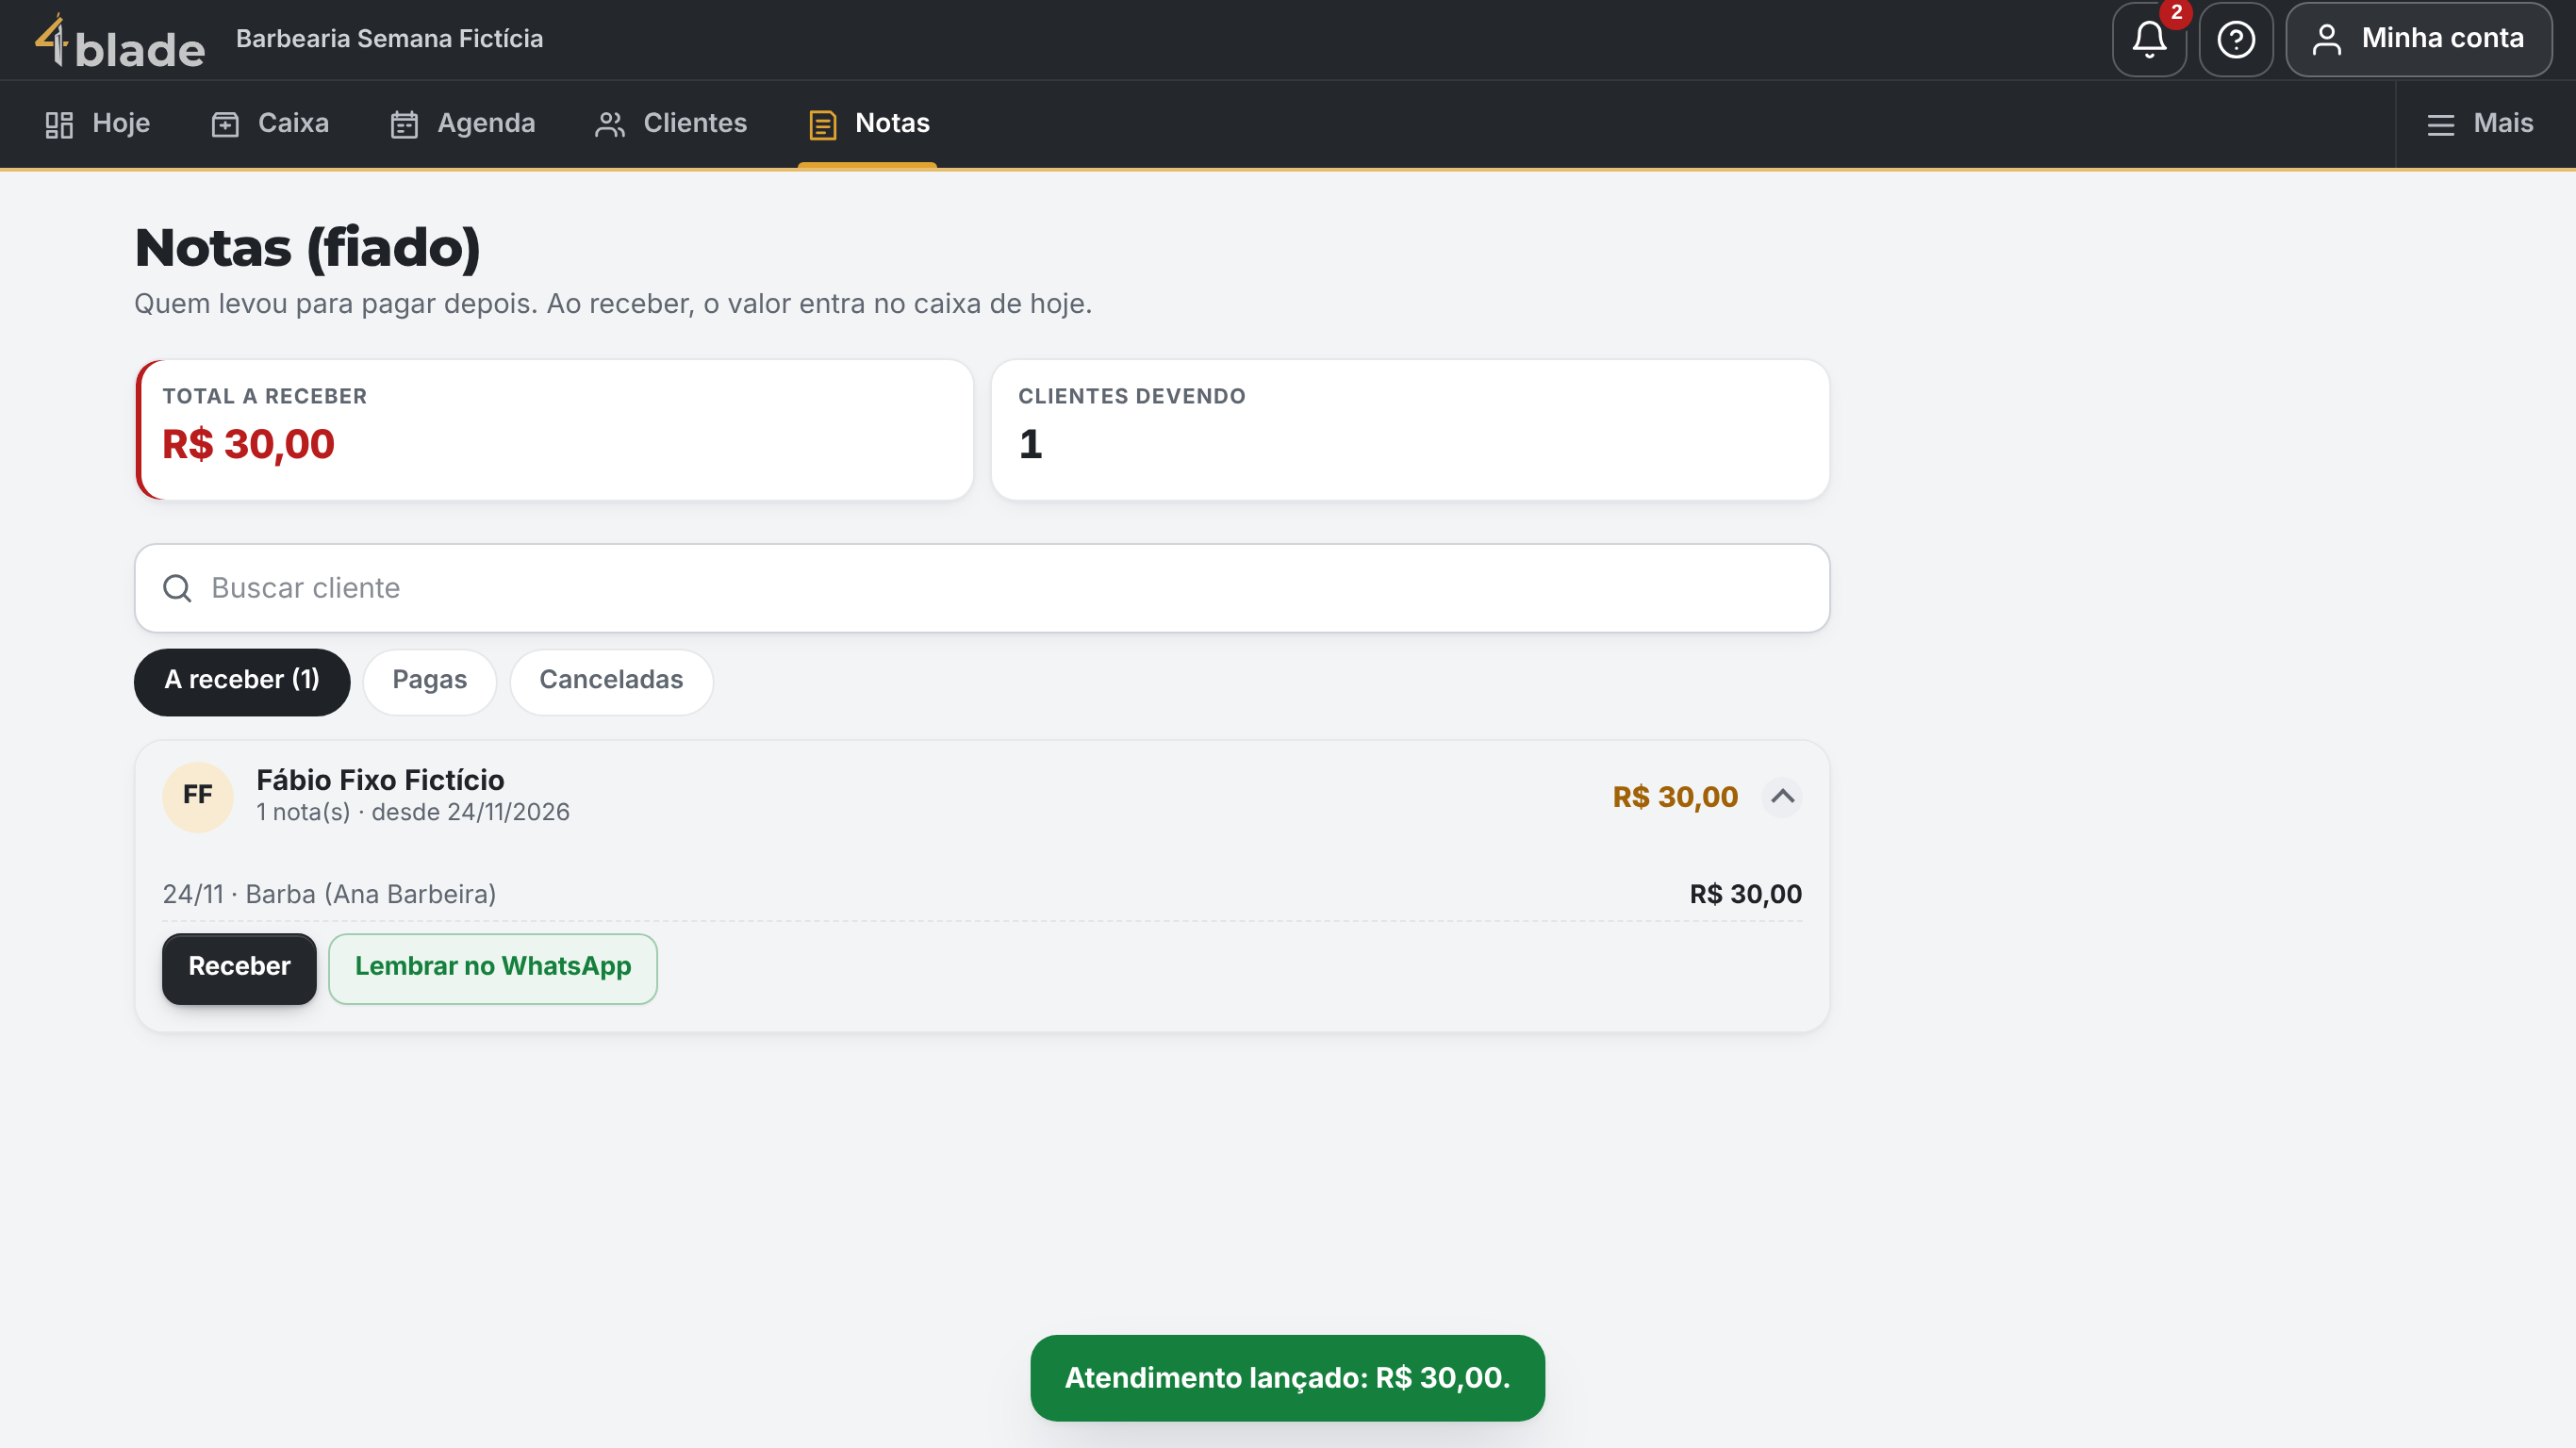 4blade
Barbearia Semana Fictícia
2
Minha conta
Hoje
Caixa
Agenda
Clientes
Notas
Mais
Notas (fiado)
Quem levou para pagar depois. Ao receber, o valor entra no caixa de hoje.
TOTAL A RECEBER
R$ 30,00
CLIENTES DEVENDO
1
Buscar cliente
A receber (1)
Pagas
Canceladas
FF
Fábio Fixo Fictício
1 nota(s) · desde 24/11/2026
R$ 30,00
24/11 · Barba (Ana Barbeira)
R$ 30,00
Receber
Lembrar no WhatsApp
Atendimento lançado: R$ 30,00.